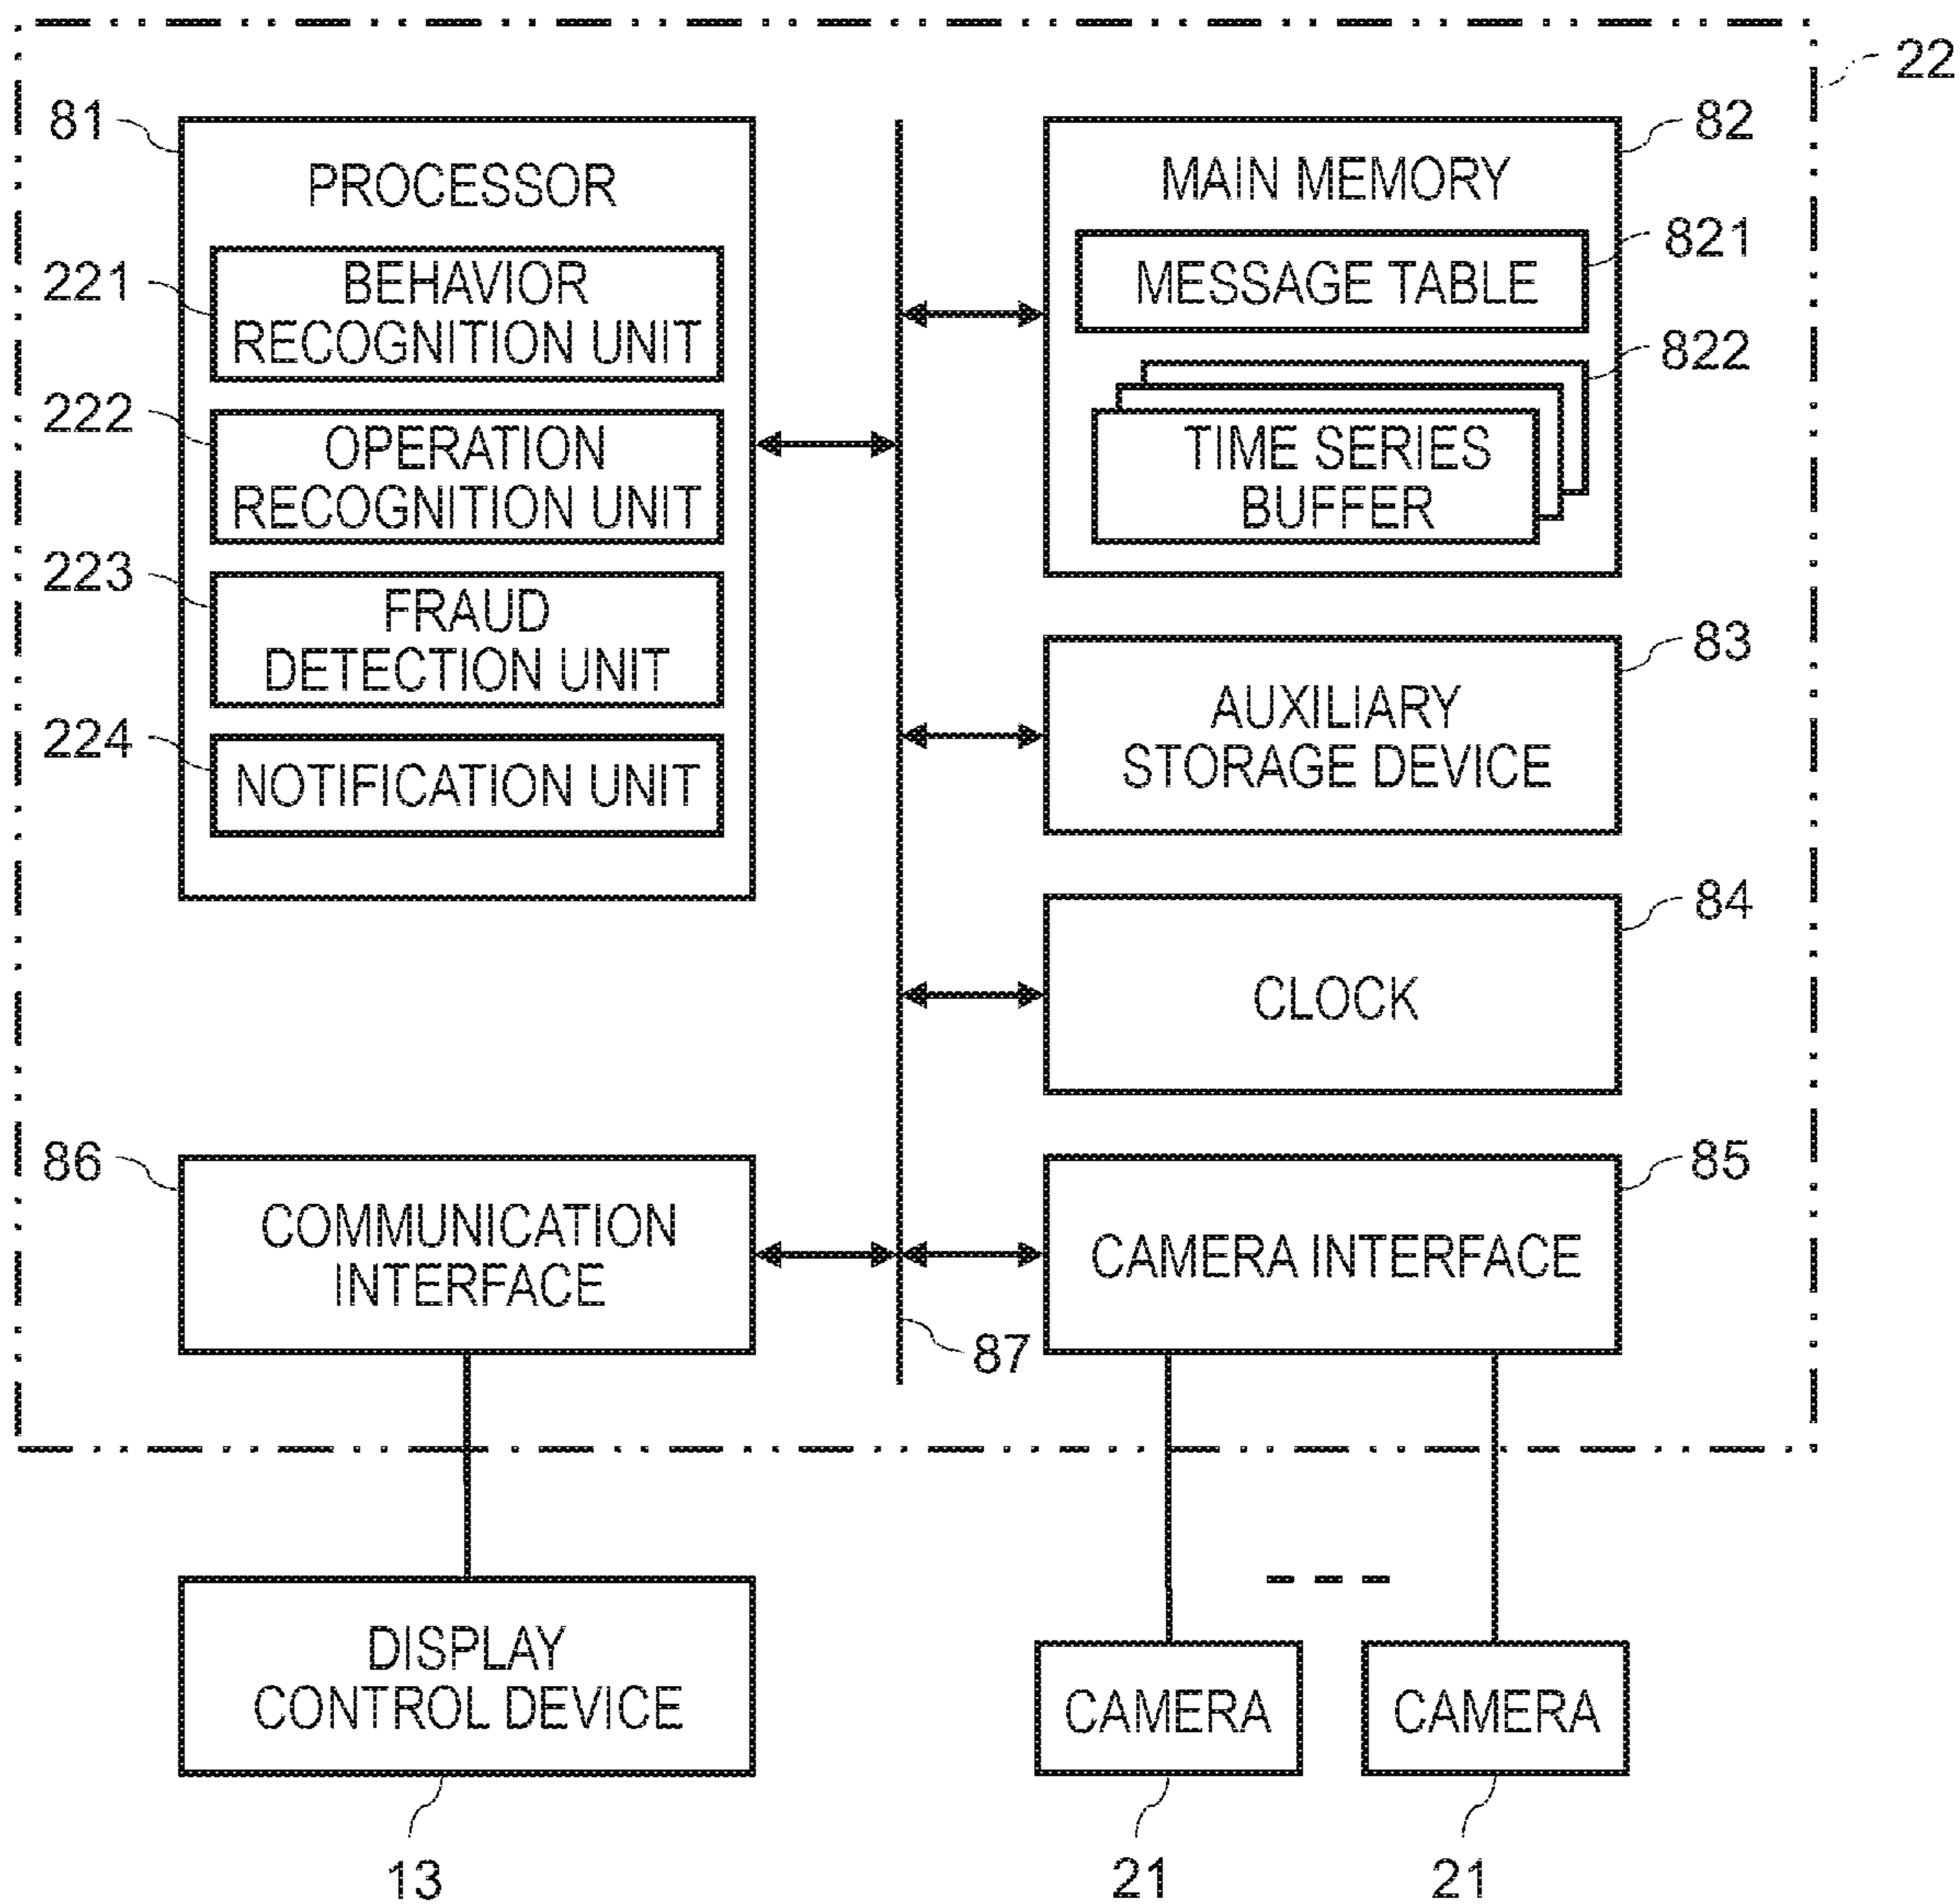 22
81
PROCESSOR
221
BEHAVIOR
RECOGNITION UNIT
222
OPERATION
RECOGNITION UNIT
223
FRAUD
DETECTION UNIT
224
NOTIFICATION UNIT
82
MAIN MEMORY
821
MESSAGE TABLE
822
TIME SERIES
BUFFER
83
AUXILIARY
STORAGE DEVICE
84
CLOCK
86
COMMUNICATION
INTERFACE
85
CAMERA INTERFACE
87
DISPLAY
CONTROL DEVICE
13
CAMERA
21
CAMERA
21